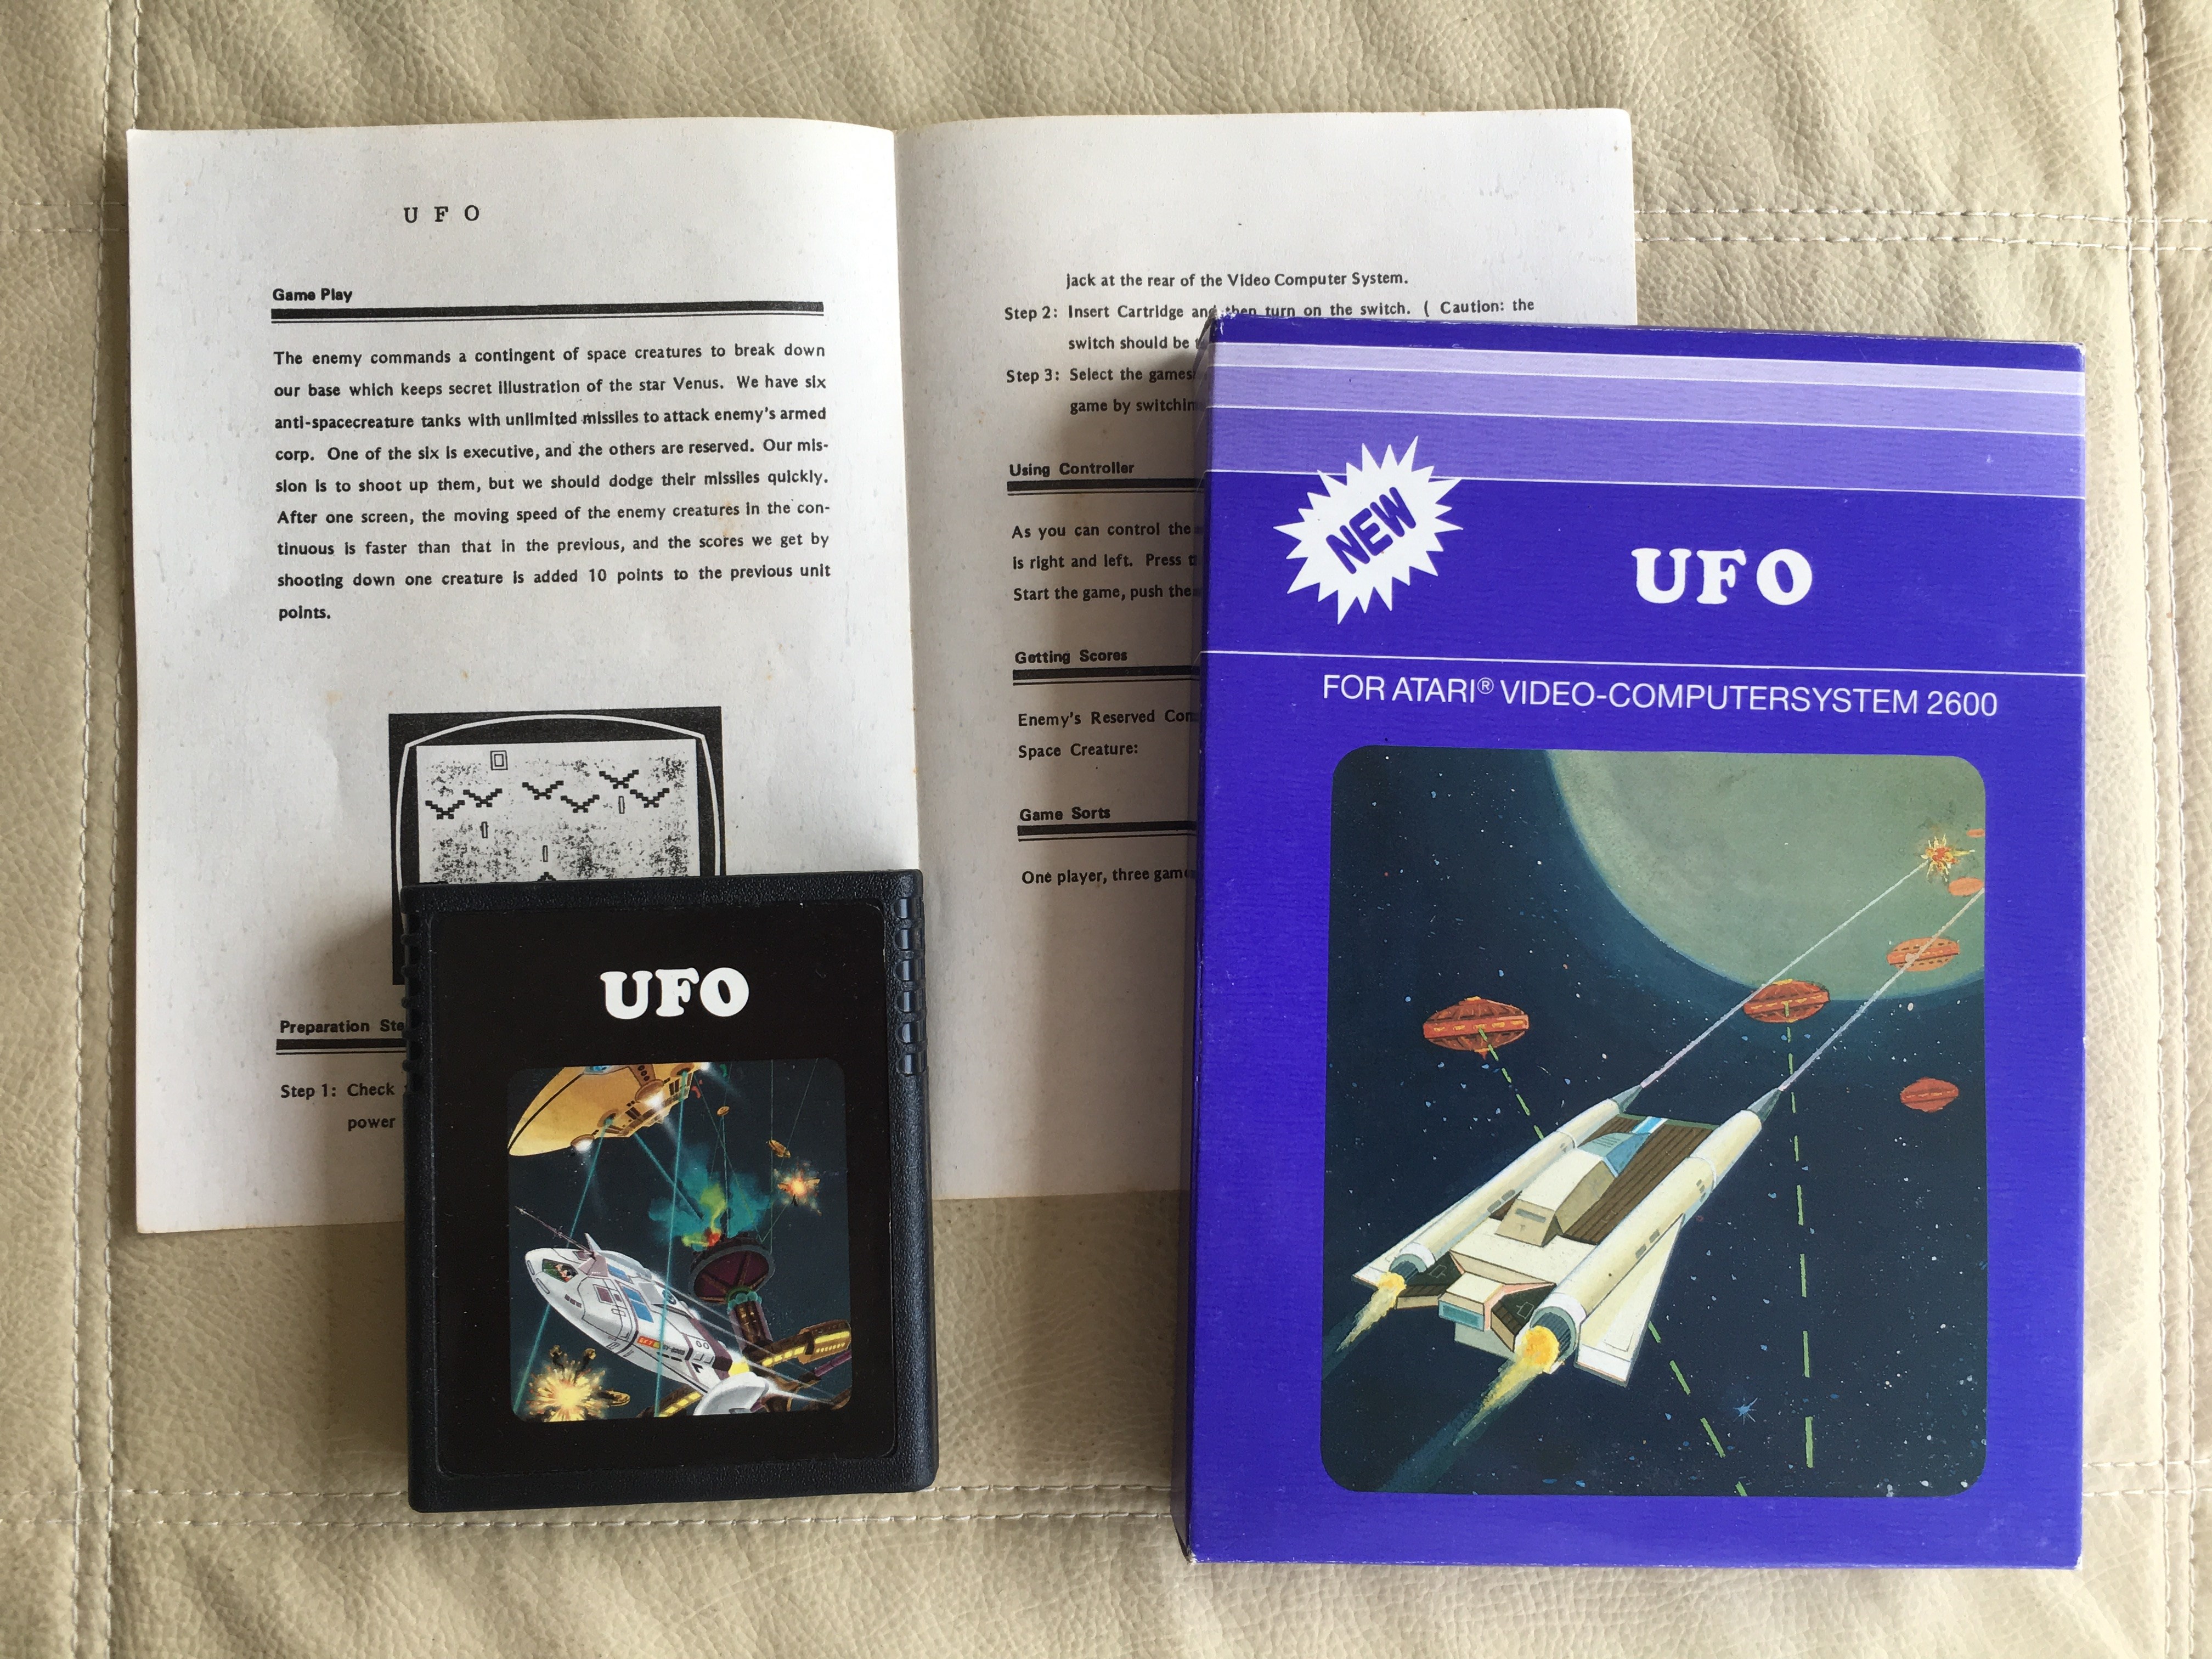 U F O
Game Play
The enemy commands a contingent of space creatures to break down
our base which keeps secret illustration of the star Venus. We have six
anti-spacecreature tanks with unlimited missiles to attack enemy's armed
corp. One of the six is executive, and the others are reserved. Our mis-
sion is to shoot up them, but we should dodge their missiles quickly.
After one screen, the moving speed of the enemy creatures in the con-
tinuous is faster than that in the previous, and the scores we get by
shooting down one creature is added 10 points to the previous unit
points.
Preparation
Step 1: Check
power
jack at the rear of the Video Computer System.
Step 2: Insert Cartridge and then turn on the switch. ( Caution: the
switch should be
Step 3: Select the games
game by
Using Controller
As you can control the
is right and left. Press
Start the game, push the
Getting Scores
Enemy's Reserved
Space Creature:
Game Sorts
One player, three
UFO
NEW
UFO
FOR ATARI® VIDEO-COMPUTERSYSTEM 2600